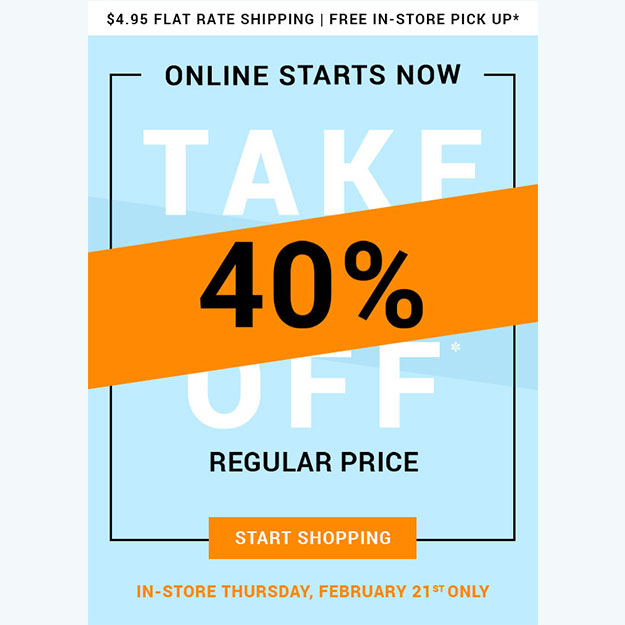 $4.95 FLAT RATE SHIPPING | FREE IN-STORE PICK UP*
ONLINE STARTS NOW
TAKE
40%
OFF*
REGULAR PRICE
START SHOPPING
IN-STORE THURSDAY, FEBRUARY 21ST ONLY